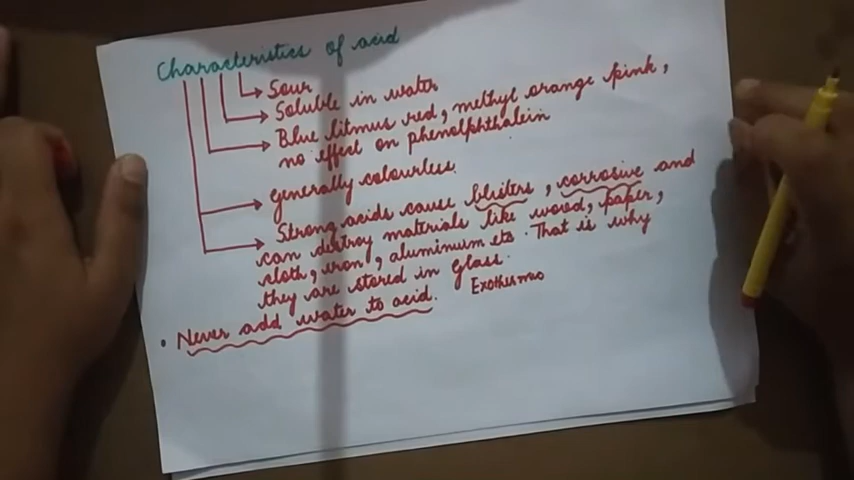 Characteristics of acid
Sour
Soluble in water
Blue litmus red, methyl orange pink,
no effect on phenolphthalein
Generally colourless.
Strong acids cause blisters, corrosive and
can destroy materials like wood, paper,
cloth, iron, aluminum etc. That is why
they are stored in glass.
• Never add water to acid. Exothermic